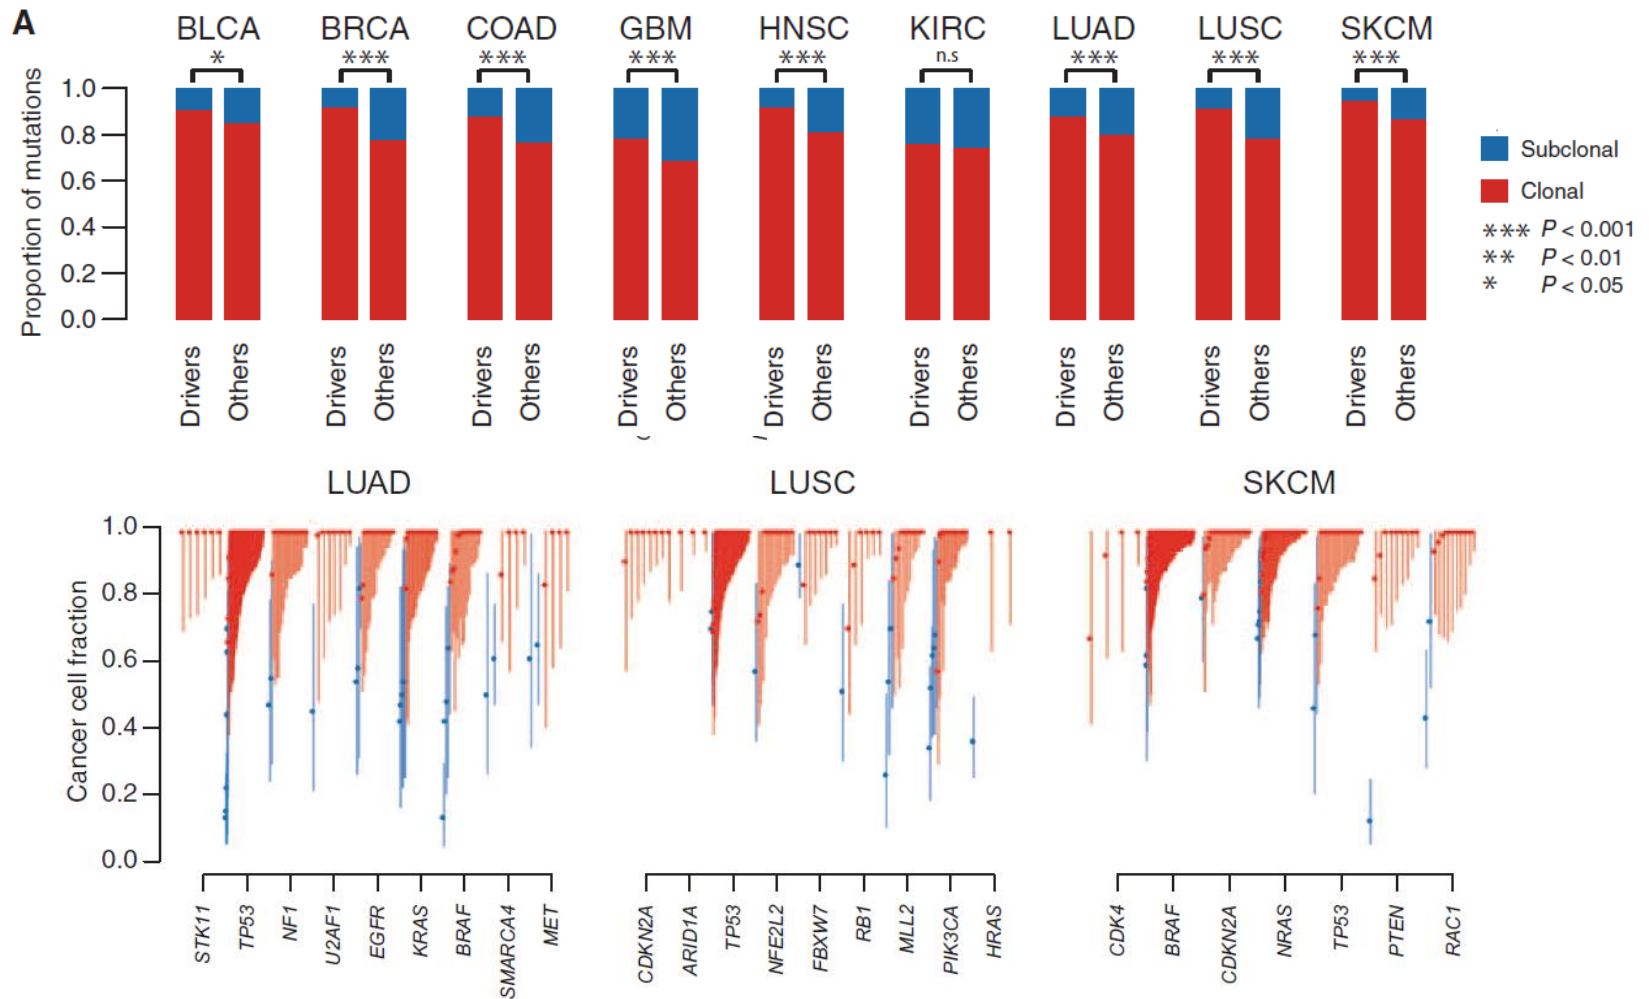 A
BLCA BRCA COAD GBM HNSC KIRC LUAD LUSC SKCM
* *** *** *** *** n.s *** *** ***
Proportion of mutations
1.0
0.8
0.6
0.4
0.2
0.0
Drivers Others Drivers Others Drivers Others Drivers Others Drivers Others Drivers Others Drivers Others Drivers Others Drivers Others
Subclonal
Clonal
*** P < 0.001
** P < 0.01
* P < 0.05
LUAD LUSC SKCM
Cancer cell fraction
1.0
0.8
0.6
0.4
0.2
0.0
STK11 TP53 NF1 U2AF1 EGFR KRAS BRAF SMARCA4 MET
CDKN2A ARID1A TP53 NFE2L2 FBXW7 RB1 MLL2 PIK3CA HRAS
CDK4 BRAF CDKN2A NRAS TP53 PTEN RAC1